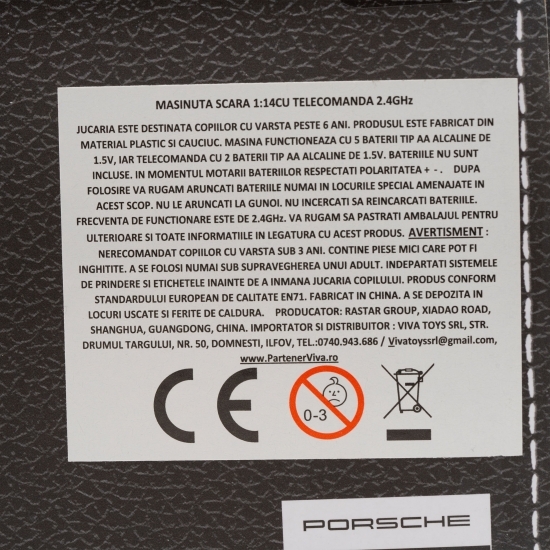 MASINUTA SCARA 1:14CU TELECOMANDA 2.4GHz
JUCARIA ESTE DESTINATA COPIILOR CU VARSTA PESTE 6 ANI. PRODUSUL ESTE FABRICAT DIN
MATERIAL PLASTIC SI CAUCIUC. MASINA FUNCTIONEAZA CU 5 BATERII TIP AA ALCALINE DE
1.5V, IAR TELECOMANDA CU 2 BATERII TIP AA ALCALINE DE 1.5V. BATERIILE NU SUNT
INCLUSE. IN MOMENTUL MOTARII BATERIILOR RESPECTATI POLARITATEA + - . DUPA
FOLOSIRE VA RUGAM ARUNCATI BATERIILE NUMAI IN LOCURILE SPECIAL AMENAJATE IN
ACEST SCOP. NU LE ARUNCATI LA GUNOI. NU INCERCATI SA REINCARCATI BATERIILE.
FRECVENTA DE FUNCTIONARE ESTE DE 2.4GHz. VA RUGAM SA PASTRATI AMBALAJUL PENTRU
ULTERIOARE SI TOATE INFORMATIILE IN LEGATURA CU ACEST PRODUS. AVERTISMENT :
NERECOMANDAT COPIILOR CU VARSTA SUB 3 ANI. CONTINE PIESE MICI CARE POT FI
INGHITITE. A SE FOLOSI NUMAI SUB SUPRAVEGHEREA UNUI ADULT. INDEPARTATI SISTEMELE
DE PRINDERE SI ETICHETELE INAINTE DE A INMANA JUCARIA COPILULUI. PRODUS CONFORM
STANDARDULUI EUROPEAN DE CALITATE EN71. FABRICAT IN CHINA. A SE DEPOZITA IN
LOCURI USCATE SI FERITE DE CALDURA. PRODUCATOR: RASTAR GROUP, XIADAO ROAD,
SHANGHUA, GUANGDONG, CHINA. IMPORTATOR SI DISTRIBUITOR : VIVA TOYS SRL, STR.
DRUMUL TARGULUI, NR. 50, DOMNESTI, ILFOV, TEL.:0740.943.686 / Vivatoyssrl@gmail.com,
www.PartenerViva.ro
CE
0-3
PORSCHE